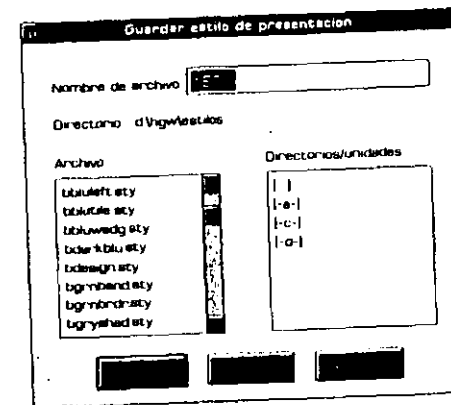 Guardar estilo de presentacion
Nombre de archivo
Directorio d:\hgw\estilos
Archivo
Directorios/unidades
bbluleft.sty
bblutile.sty
bbluwedg.sty
bdarkblu.sty
bdesign.sty
bgrnband.sty
bgrnbrdr.sty
bgryshad.sty
[-a-]
[-c-]